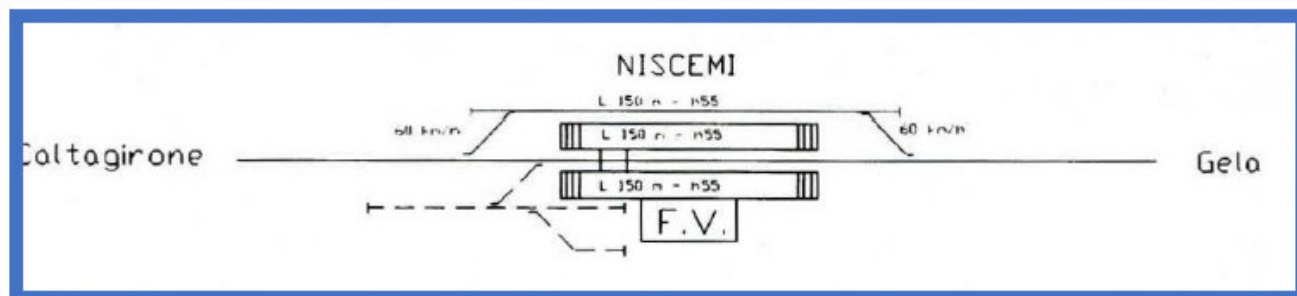 NISCEMI
L 150 m - h55
60 km/h
60 km/h
L 150 m - h55
Caltagirone
Gela
L 150 m - h55
F.V.